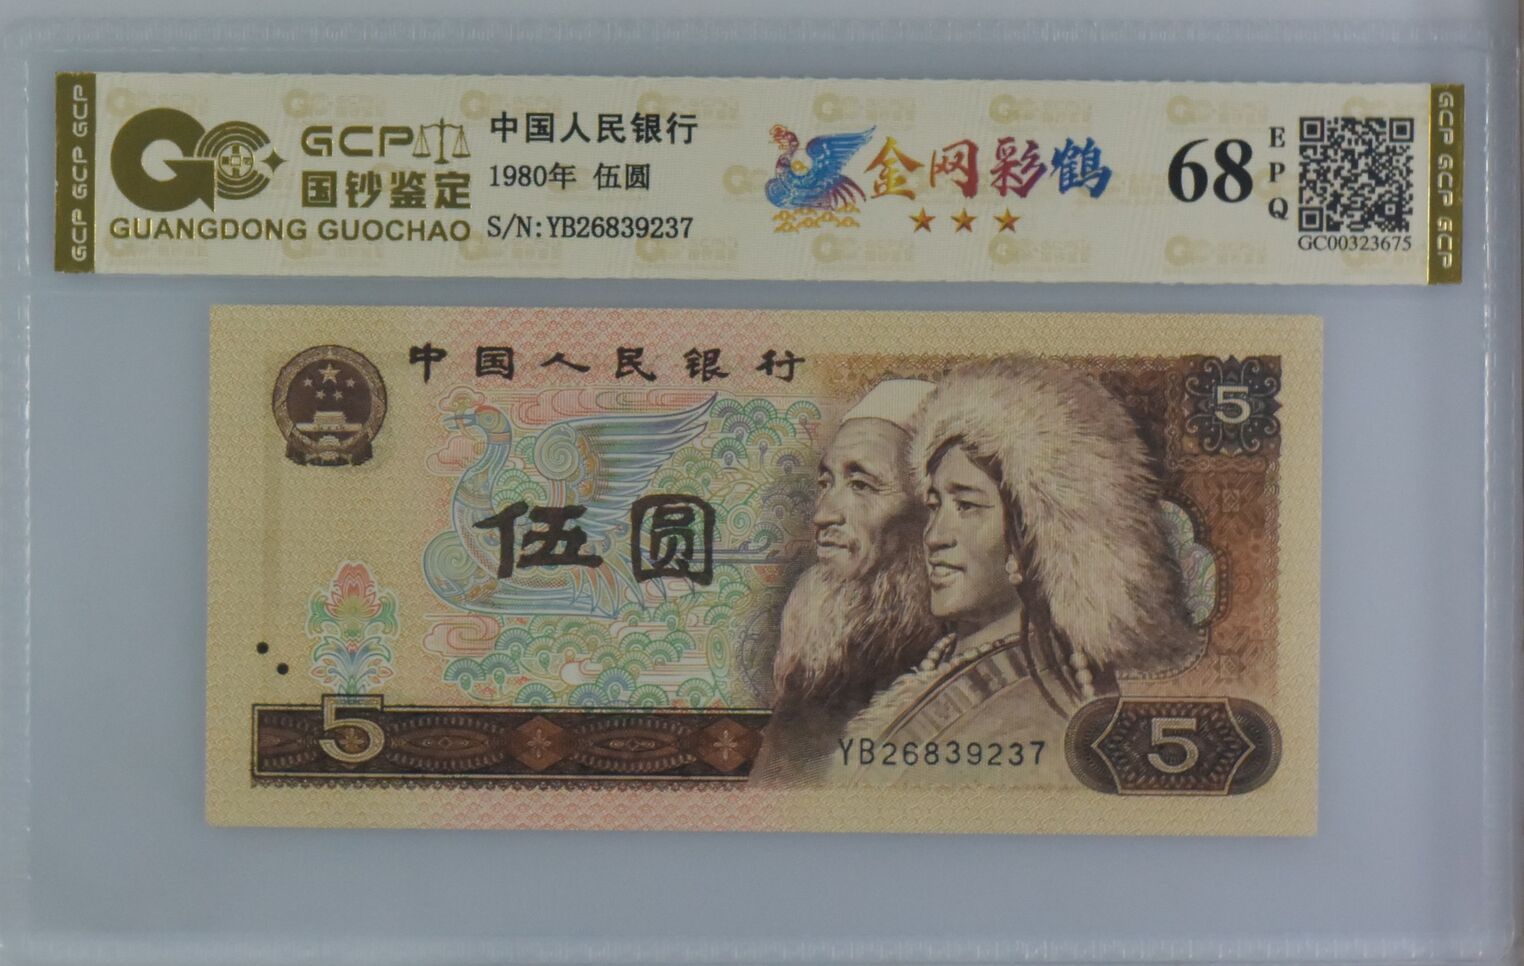 GCP GCP GCP
GCP
国钞鉴定
GUANGDONG GUOCHAO
中国人民银行
1980年 伍圆
S/N:YB26839237
金网彩鹤
68
EPQ
GC00323675
GCP GCP GCP
中国人民银行
5
伍圆
5
YB26839237
5